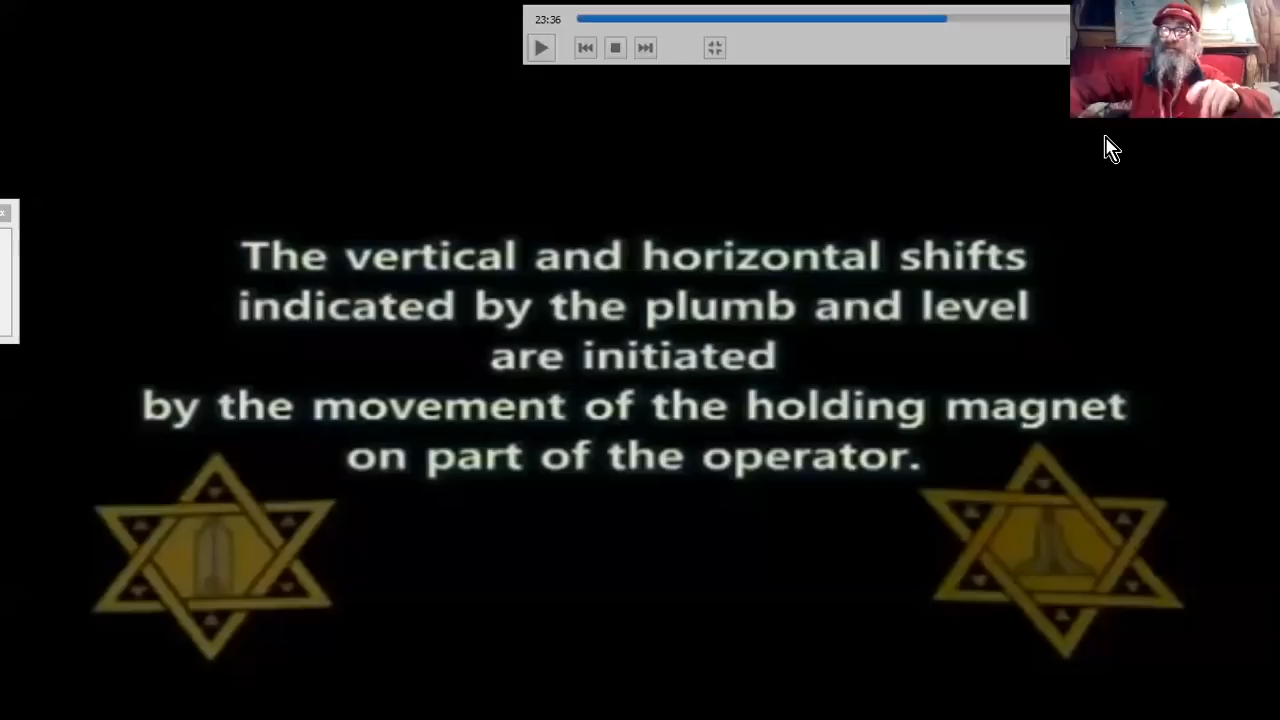 23:36
x
The vertical and horizontal shifts
indicated by the plumb and level
are initiated
by the movement of the holding magnet
on part of the operator.